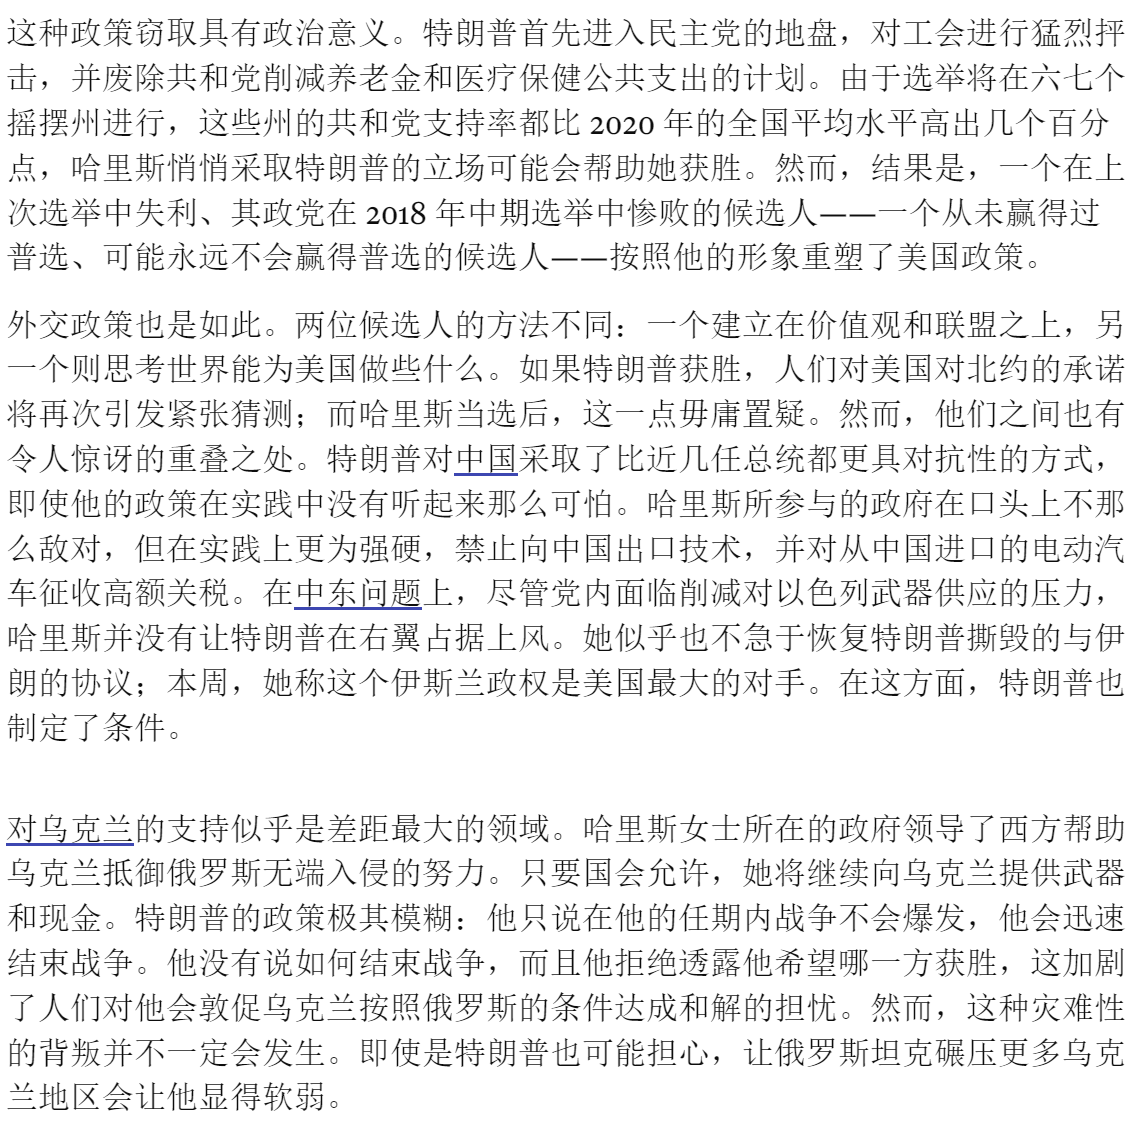 这种政策窃取具有政治意义。特朗普首先进入民主党的地盘，对工会进行猛烈抨
击，并废除共和党削减养老金和医疗保健公共支出的计划。由于选举将在六七个
摇摆州进行，这些州的共和党支持率都比 2020 年的全国平均水平高出几个百分
点，哈里斯悄悄采取特朗普的立场可能会帮助她获胜。然而，结果是，一个在上
次选举中失利、其政党在 2018 年中期选举中惨败的候选人——一个从未赢得过
普选、可能永远不会赢得普选的候选人——按照他的形象重塑了美国政策。
外交政策也是如此。两位候选人的方法不同：一个建立在价值观和联盟之上，另
一个则思考世界能为美国做些什么。如果特朗普获胜，人们对美国对北约的承诺
将再次引发紧张猜测；而哈里斯当选后，这一点毋庸置疑。然而，他们之间也有
令人惊讶的重叠之处。特朗普对中国采取了比近几任总统都更具对抗性的方式，
即使他的政策在实践中没有听起来那么可怕。哈里斯所参与的政府在口头上不那
么敌对，但在实践上更为强硬，禁止向中国出口技术，并对从中国进口的电动汽
车征收高额关税。在中东问题上，尽管党内面临削减对以色列武器供应的压力，
哈里斯并没有让特朗普在右翼占据上风。她似乎也不急于恢复特朗普撕毁的与伊
朗的协议；本周，她称这个伊斯兰政权是美国最大的对手。在这方面，特朗普也
制定了条件。
对乌克兰的支持似乎是差距最大的领域。哈里斯女士所在的政府领导了西方帮助
乌克兰抵御俄罗斯无端入侵的努力。只要国会允许，她将继续向乌克兰提供武器
和现金。特朗普的政策极其模糊：他只说在他的任期内战争不会爆发，他会迅速
结束战争。他没有说如何结束战争，而且他拒绝透露他希望哪一方获胜，这加剧
了人们对他会敦促乌克兰按照俄罗斯的条件达成和解的担忧。然而，这种灾难性
的背叛并不一定会发生。即使是特朗普也可能担心，让俄罗斯坦克碾压更多乌克
兰地区会让他显得软弱。